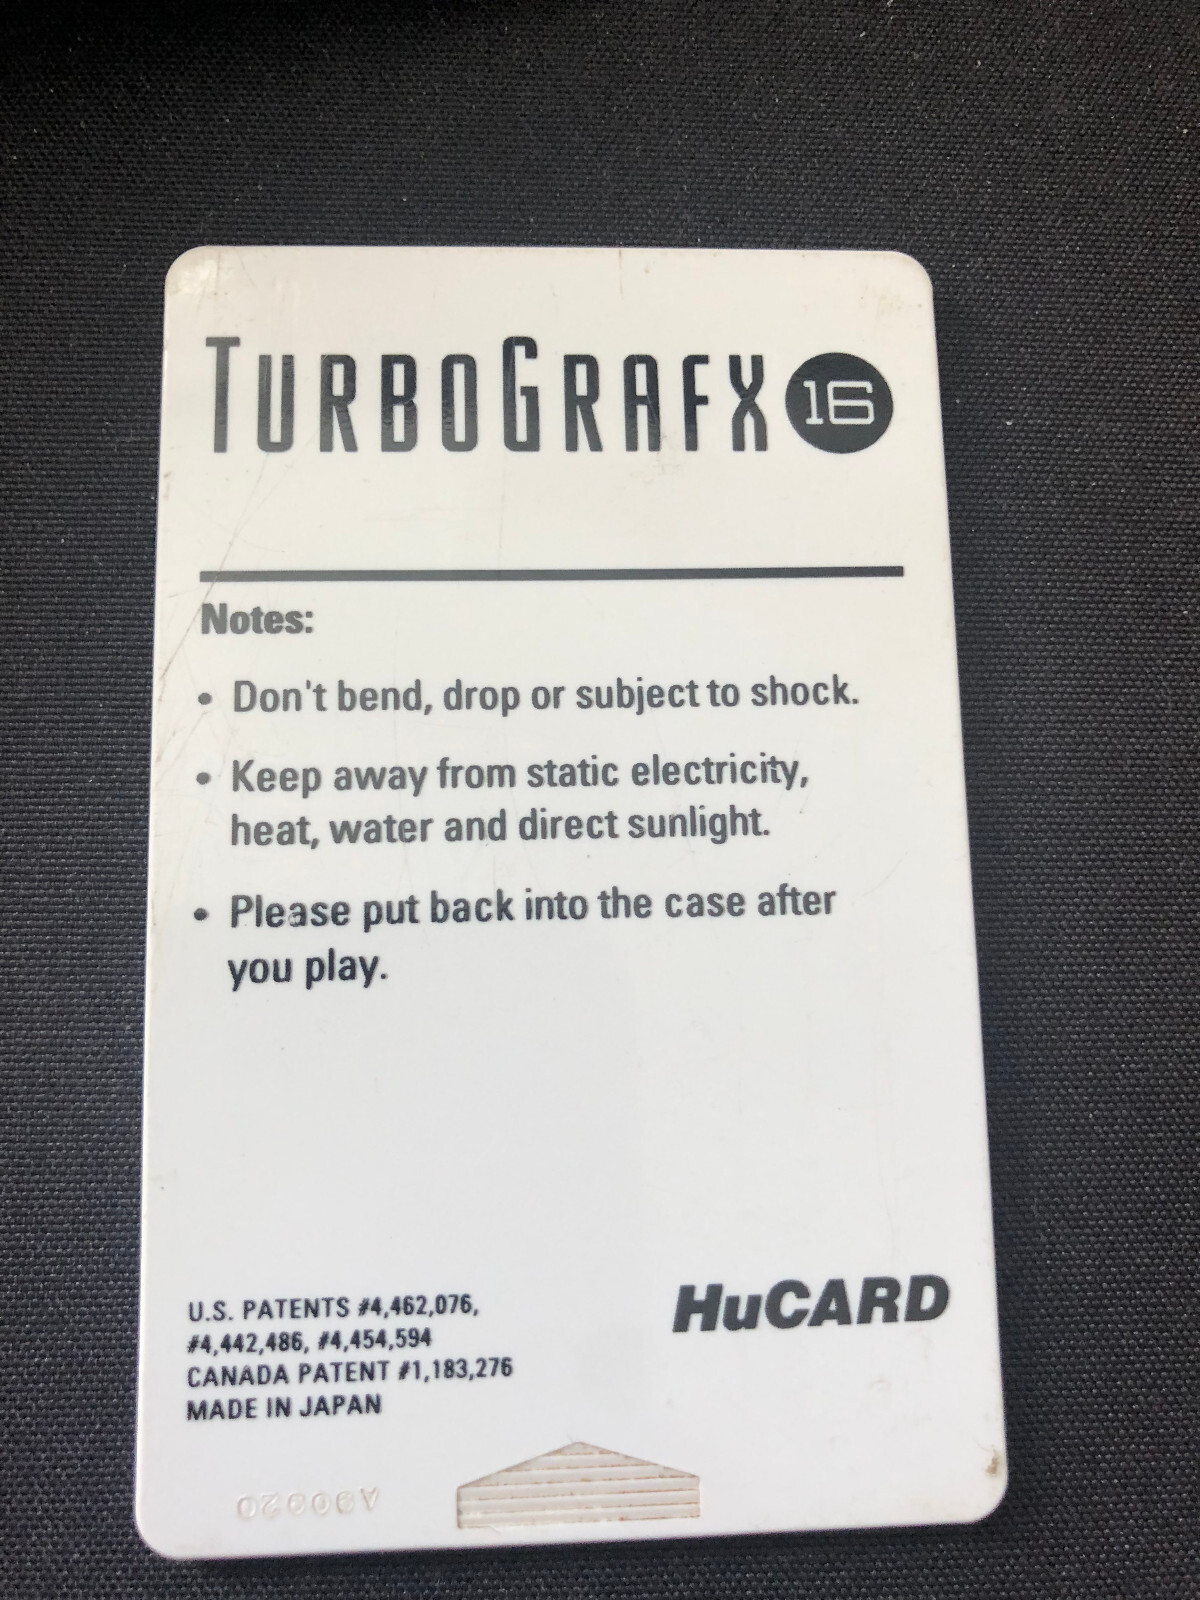 TURBOGRAFX 16
Notes:
• Don't bend, drop or subject to shock.
• Keep away from static electricity,
heat, water and direct sunlight.
• Please put back into the case after
you play.
HuCARD
U.S. PATENTS #4,462,076,
#4,442,486, #4,454,594
CANADA PATENT #1,183,276
MADE IN JAPAN